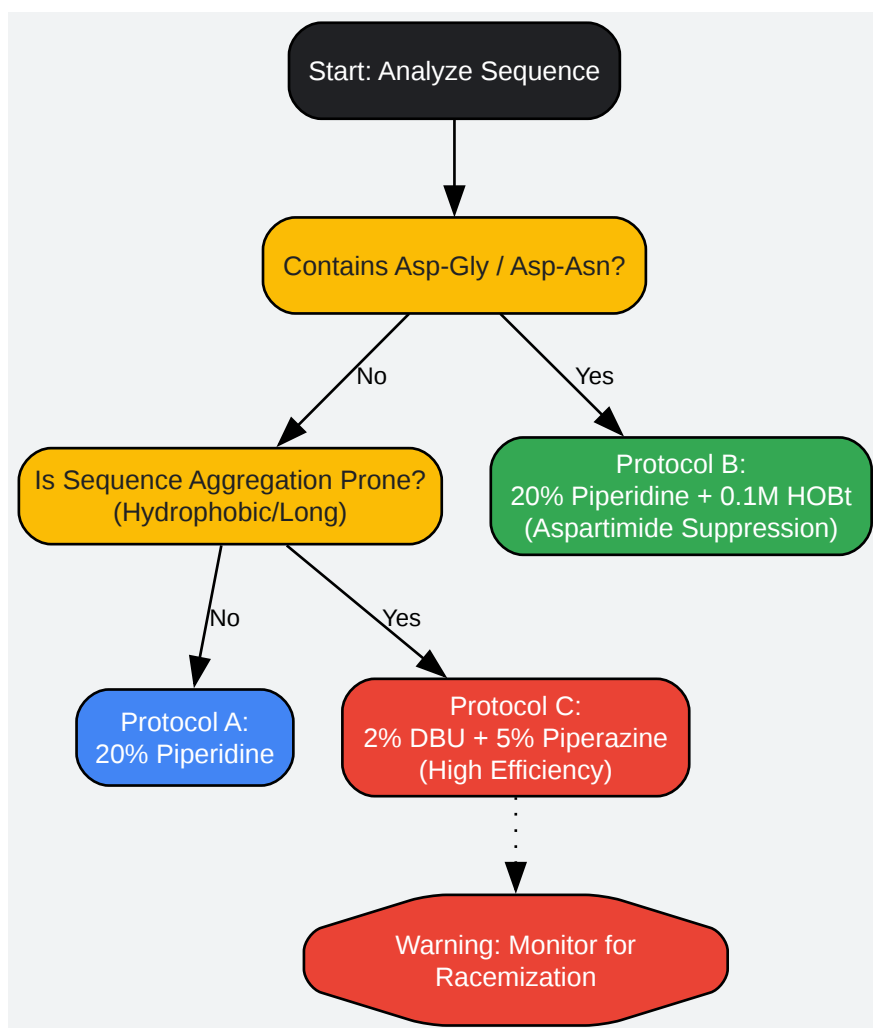 Start: Analyze Sequence
Contains Asp-Gly / Asp-Asn?
No
Yes
Is Sequence Aggregation Prone?
(Hydrophobic/Long)
Protocol B:
20% Piperidine + 0.1M HOBt
(Aspartimide Suppression)
No
Yes
Protocol A:
20% Piperidine
Protocol C:
2% DBU + 5% Piperazine
(High Efficiency)
Warning: Monitor for
Racemization